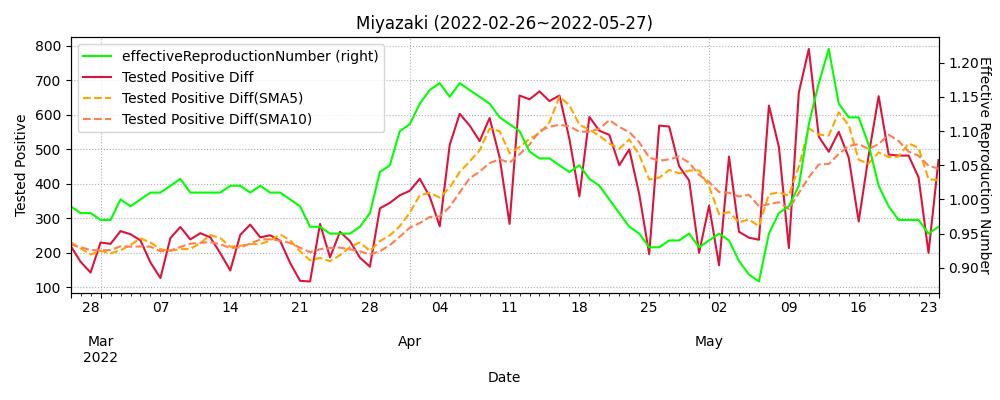 Miyazaki (2022-02-26~2022-05-27)
effectiveReproductionNumber (right)
Tested Positive Diff
Tested Positive Diff(SMA5)
Tested Positive Diff(SMA10)
Tested Positive
800
700
600
500
400
300
200
100
1.20
1.15
1.10
1.05
1.00
0.95
0.90
Effective Reproduction Number
28 07 14 21 28 04 11 18 25 02 09 16 23
Mar Apr May
2022
Date